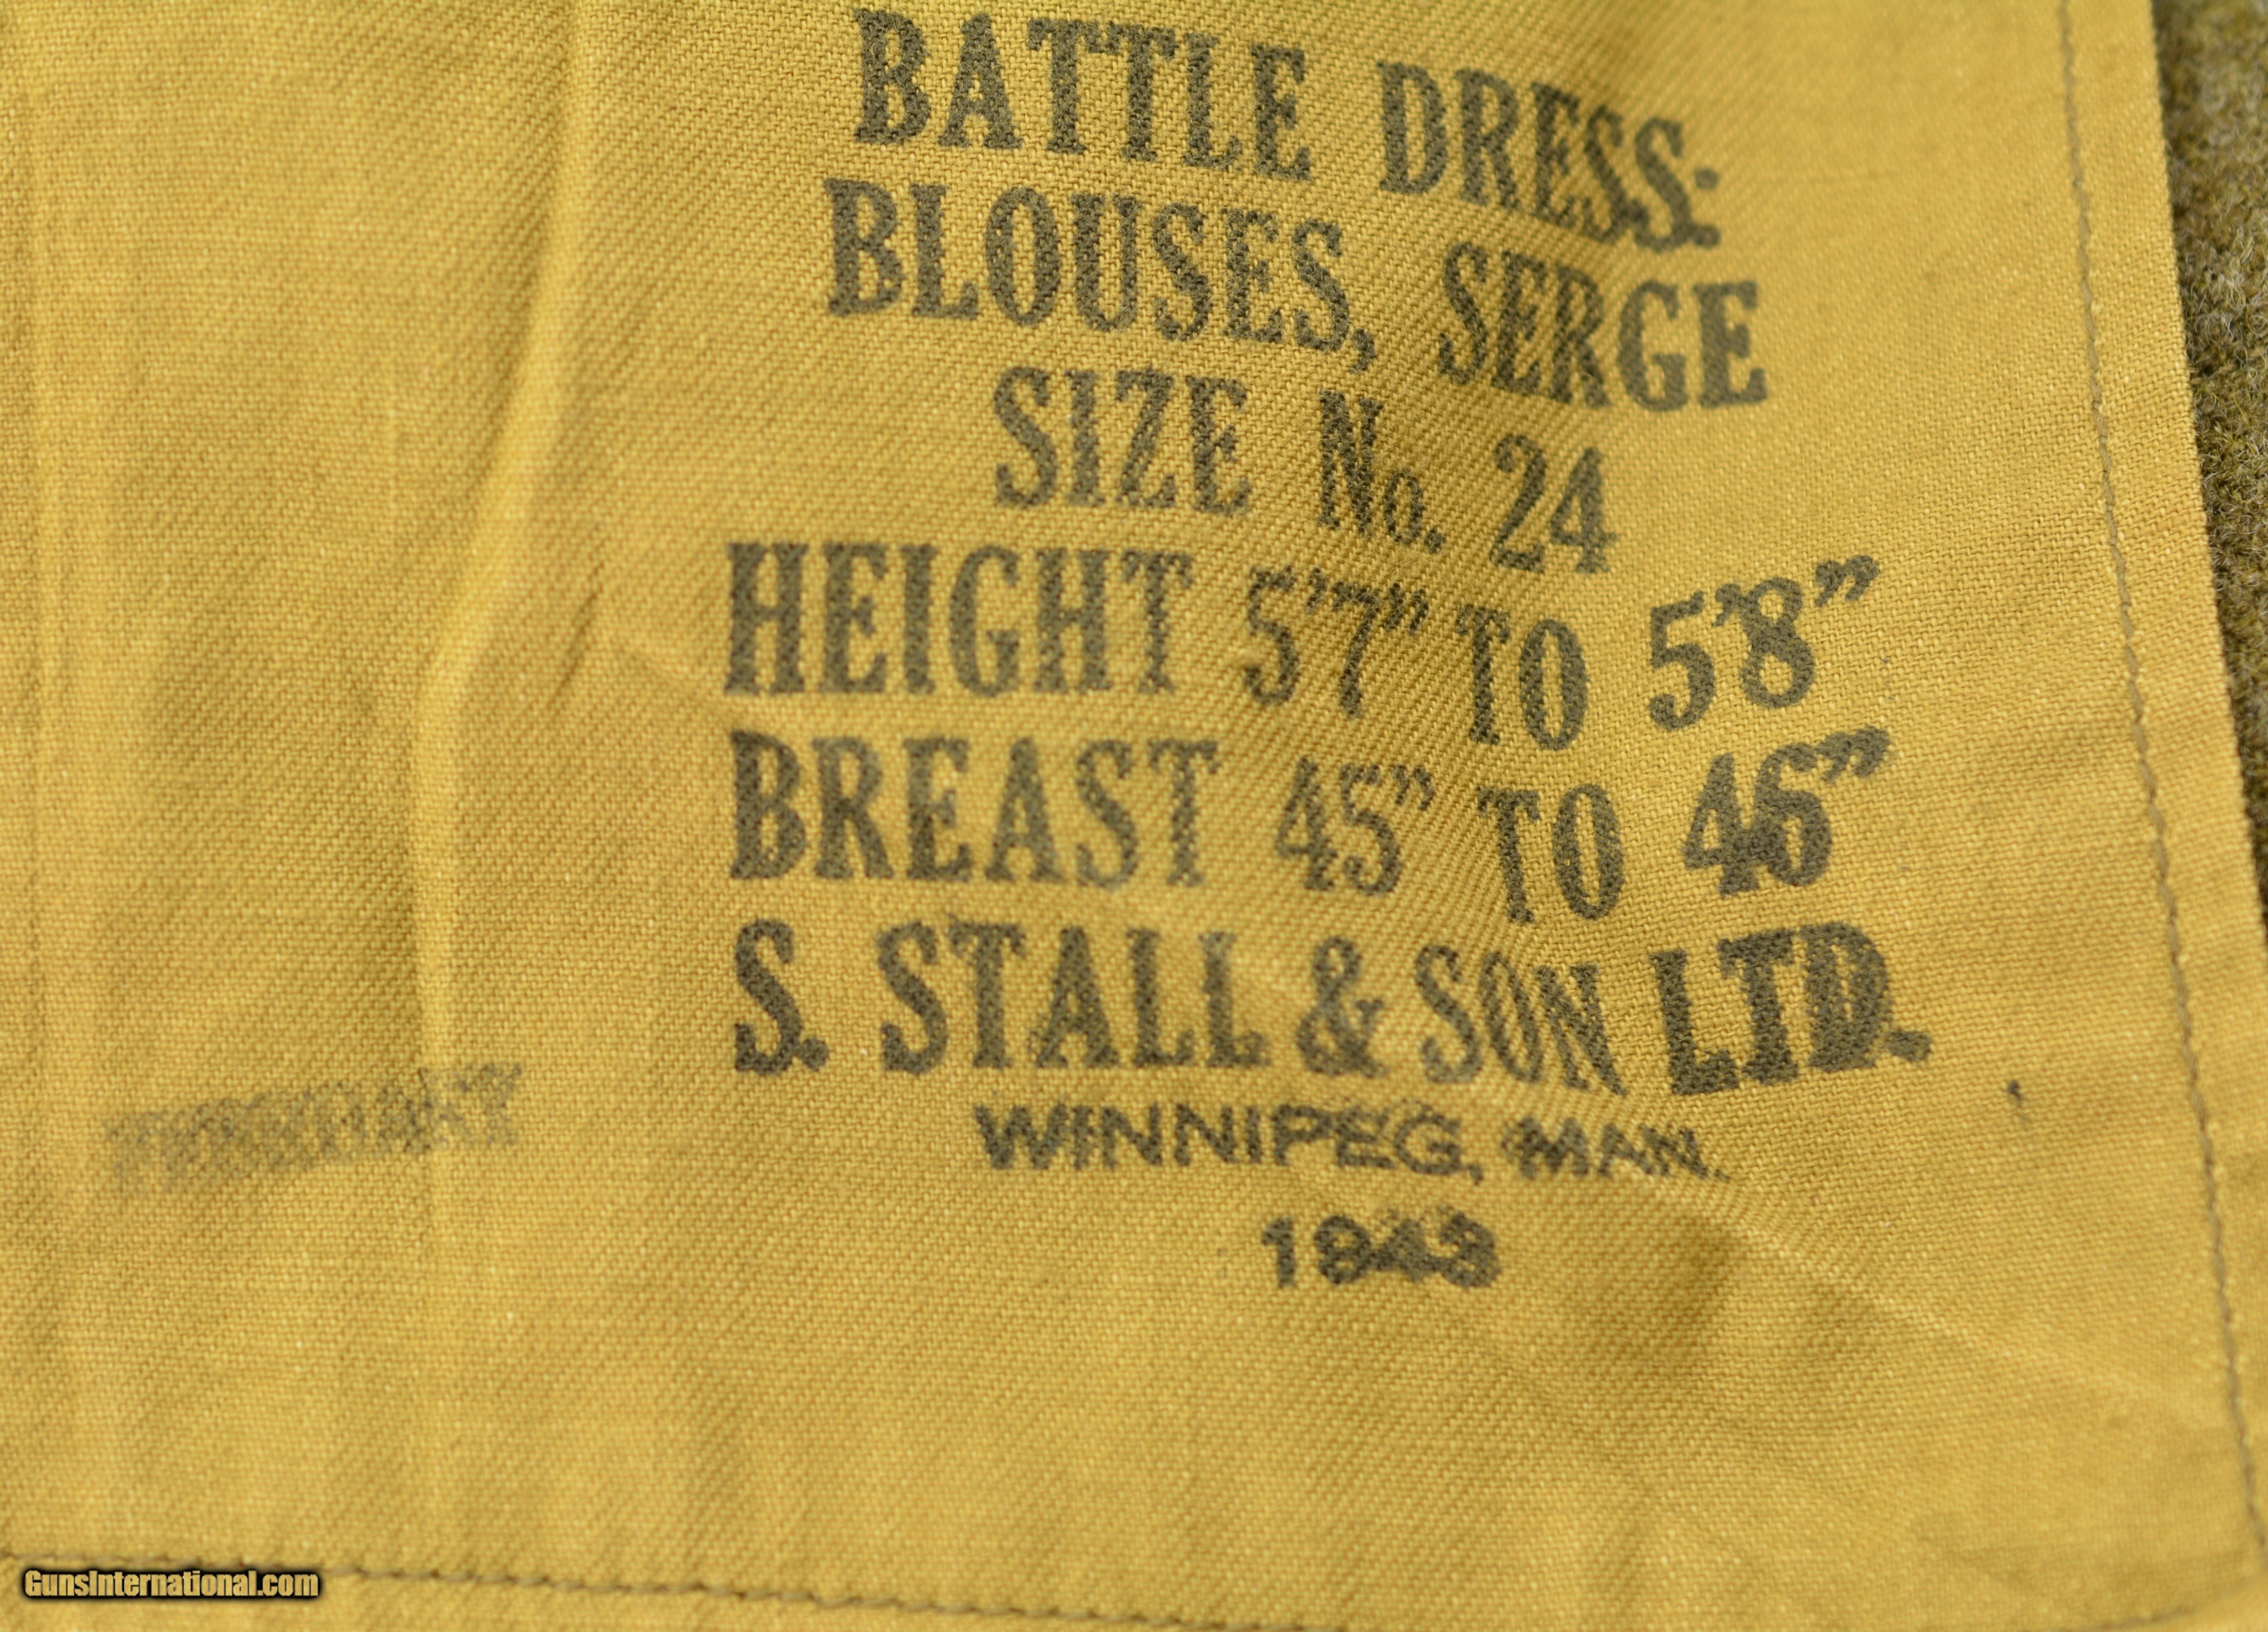 BATTLE DRESS:
BLOUSES, SERGE
SIZE No. 24
HEIGHT 5'7" TO 5'8"
BREAST 45" TO 46"
S. STALL & SON LTD.
WINNIPEG, MAN.
1943
GunsInternational.com